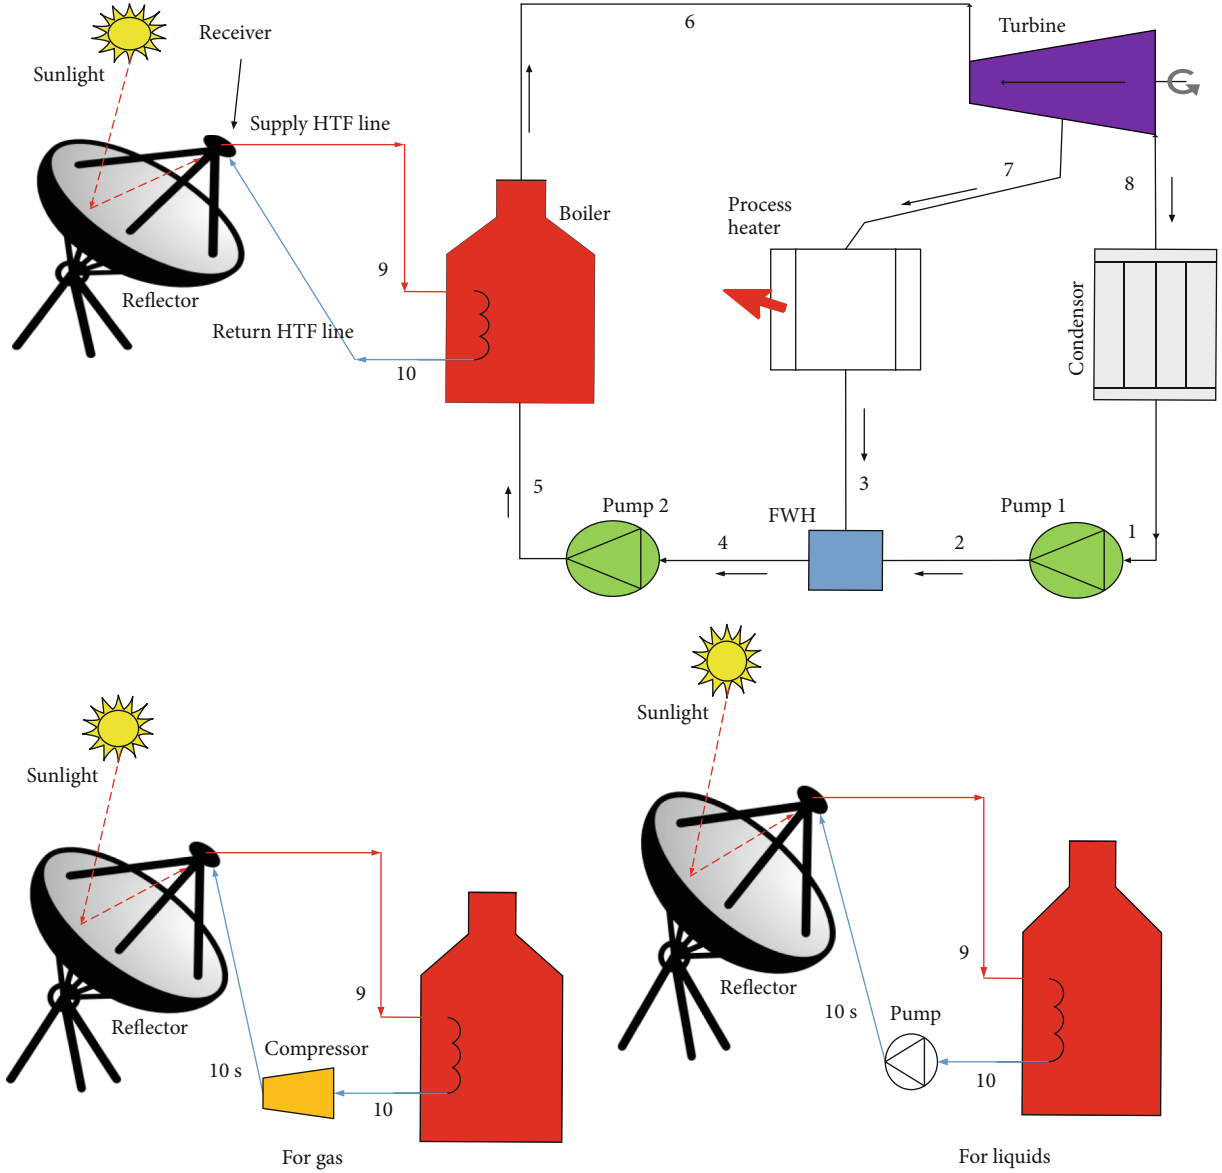 6
Turbine
Receiver
Sunlight
Supply HTF line
7
8
Process
heater
Boiler
9
Reflector
Return HTF line
10
Condensor
5
3
Pump 2
FWH
Pump 1
4
2
1
Sunlight
Reflector
9
Compressor
10 s
10
For gas
Sunlight
9
Reflector
10 s
Pump
10
For liquids